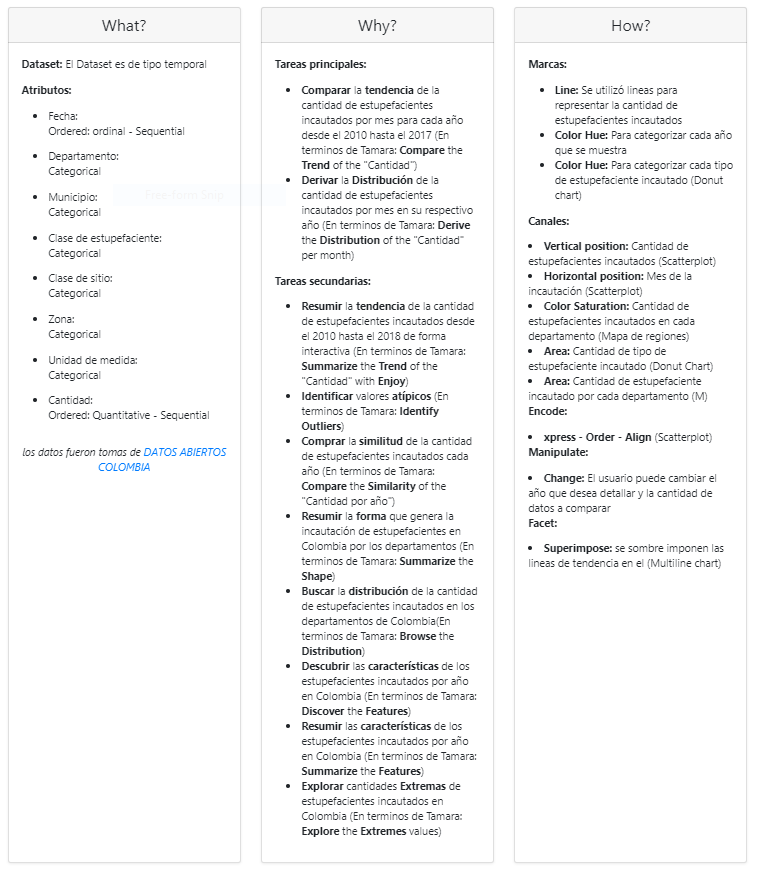 What?
Dataset: El Dataset es de tipo temporal
Atributos:
Fecha:
Ordered: ordinal - Sequential
Departamento:
Categorical
Municipio:
Categorical
Clase de estupefaciente:
Categorical
Clase de sitio:
Categorical
Zona:
Categorical
Unidad de medida:
Categorical
Cantidad:
Ordered: Quantitative - Sequential
los datos fueron tomas de DATOS ABIERTOS
COLOMBIA
Why?
Tareas principales:
Comparar la tendencia de la
cantidad de estupefacientes
incautados por mes para cada año
desde el 2010 hasta el 2017 (En
terminos de Tamara: Compare the
Trend of the "Cantidad")
Derivar la Distribución de la
cantidad de estupefacientes
incautados por mes en su respectivo
año (En terminos de Tamara: Derive
the Distribution of the "Cantidad"
per month)
Tareas secundarias:
Resumir la tendencia de la cantidad
de estupefacientes incautados desde
el 2010 hasta el 2018 de forma
interactiva (En terminos de Tamara:
Summarize the Trend of the
"Cantidad" with Enjoy)
Identificar valores atípicos (En
terminos de Tamara: Identify
Outliers)
Comprar la similitud de la cantidad
de estupefacientes incautados cada
año (En terminos de Tamara:
Compare the Similarity of the
"Cantidad por año")
Resumir la forma que genera la
incautación de estupefacientes en
Colombia por los departamentos (En
terminos de Tamara: Summarize the
Shape)
Buscar la distribución de la cantidad
de estupefacientes incautados en los
departamentos de Colombia(En
terminos de Tamara: Browse the
Distribution)
Descubrir las características de los
estupefacientes incautados por año
en Colombia (En terminos de Tamara:
Discover the Features)
Resumir las características de los
estupefacientes incautados por año
en Colombia (En terminos de Tamara:
Summarize the Features)
Explorar cantidades Extremas de
estupefacientes incautados en
Colombia (En terminos de Tamara:
Explore the Extremes values)
How?
Marcas:
Line: Se utilizó lineas para
representar la cantidad de
estupefacientes incautados
Color Hue: Para categorizar cada año
que se muestra
Color Hue: Para categorizar cada tipo
de estupefaciente incautado (Donut
chart)
Canales:
Vertical position: Cantidad de
estupefacientes incautados (Scatterplot)
Horizontal position: Mes de la
incautación (Scatterplot)
Color Saturation: Cantidad de
estupefacientes incautados en cada
departamento (Mapa de regiones)
Area: Cantidad de tipo de
estupefaciente incautado (Donut Chart)
Area: Cantidad de estupefaciente
incautado por cada departamento (M)
Encode:
xpress - Order - Align (Scatterplot)
Manipulate:
Change: El usuario puede cambiar el
año que desea detallar y la cantidad de
datos a comparar
Facet:
Superimpose: se sombre imponen las
lineas de tendencia en el (Multiline chart)